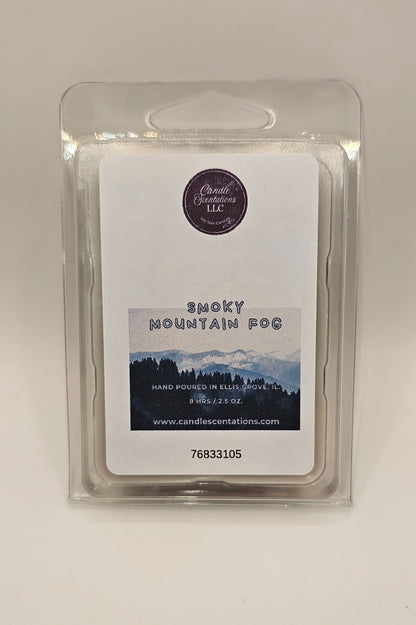 Candle
Scentations
LLC
SMOKY
MOUNTAIN FOG
HAND POURED IN ELLIS GROVE, IL.
8 HRS / 2.5 OZ.
www.candlescentations.com
76833105